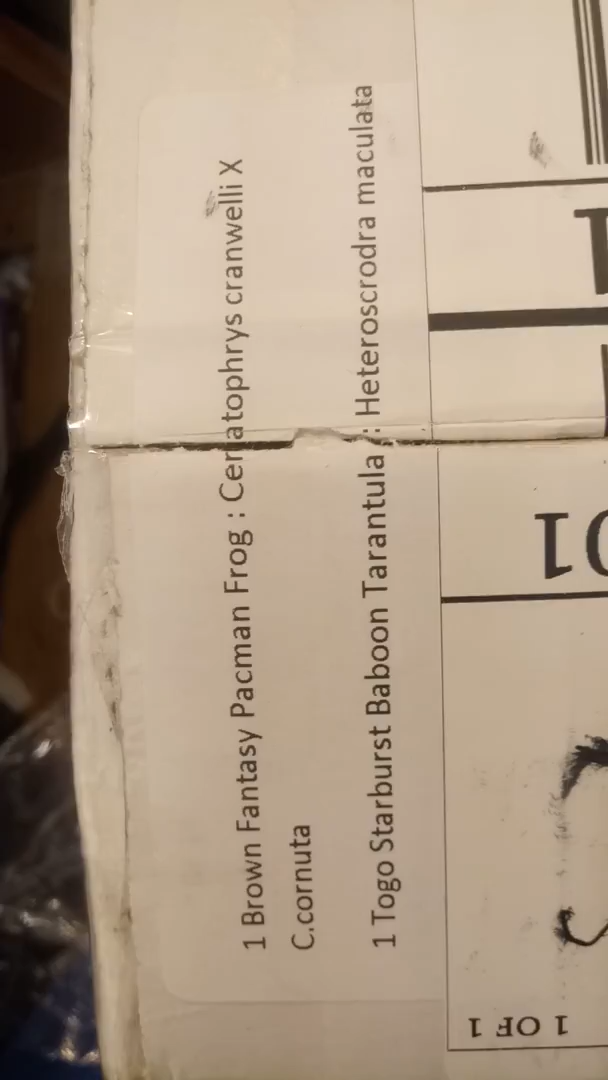 1 Brown Fantasy Pacman Frog : Ceratophrys cranwelli X
C.cornuta
1 Togo Starburst Baboon Tarantula : Heteroscrodra maculata
1 OF 1